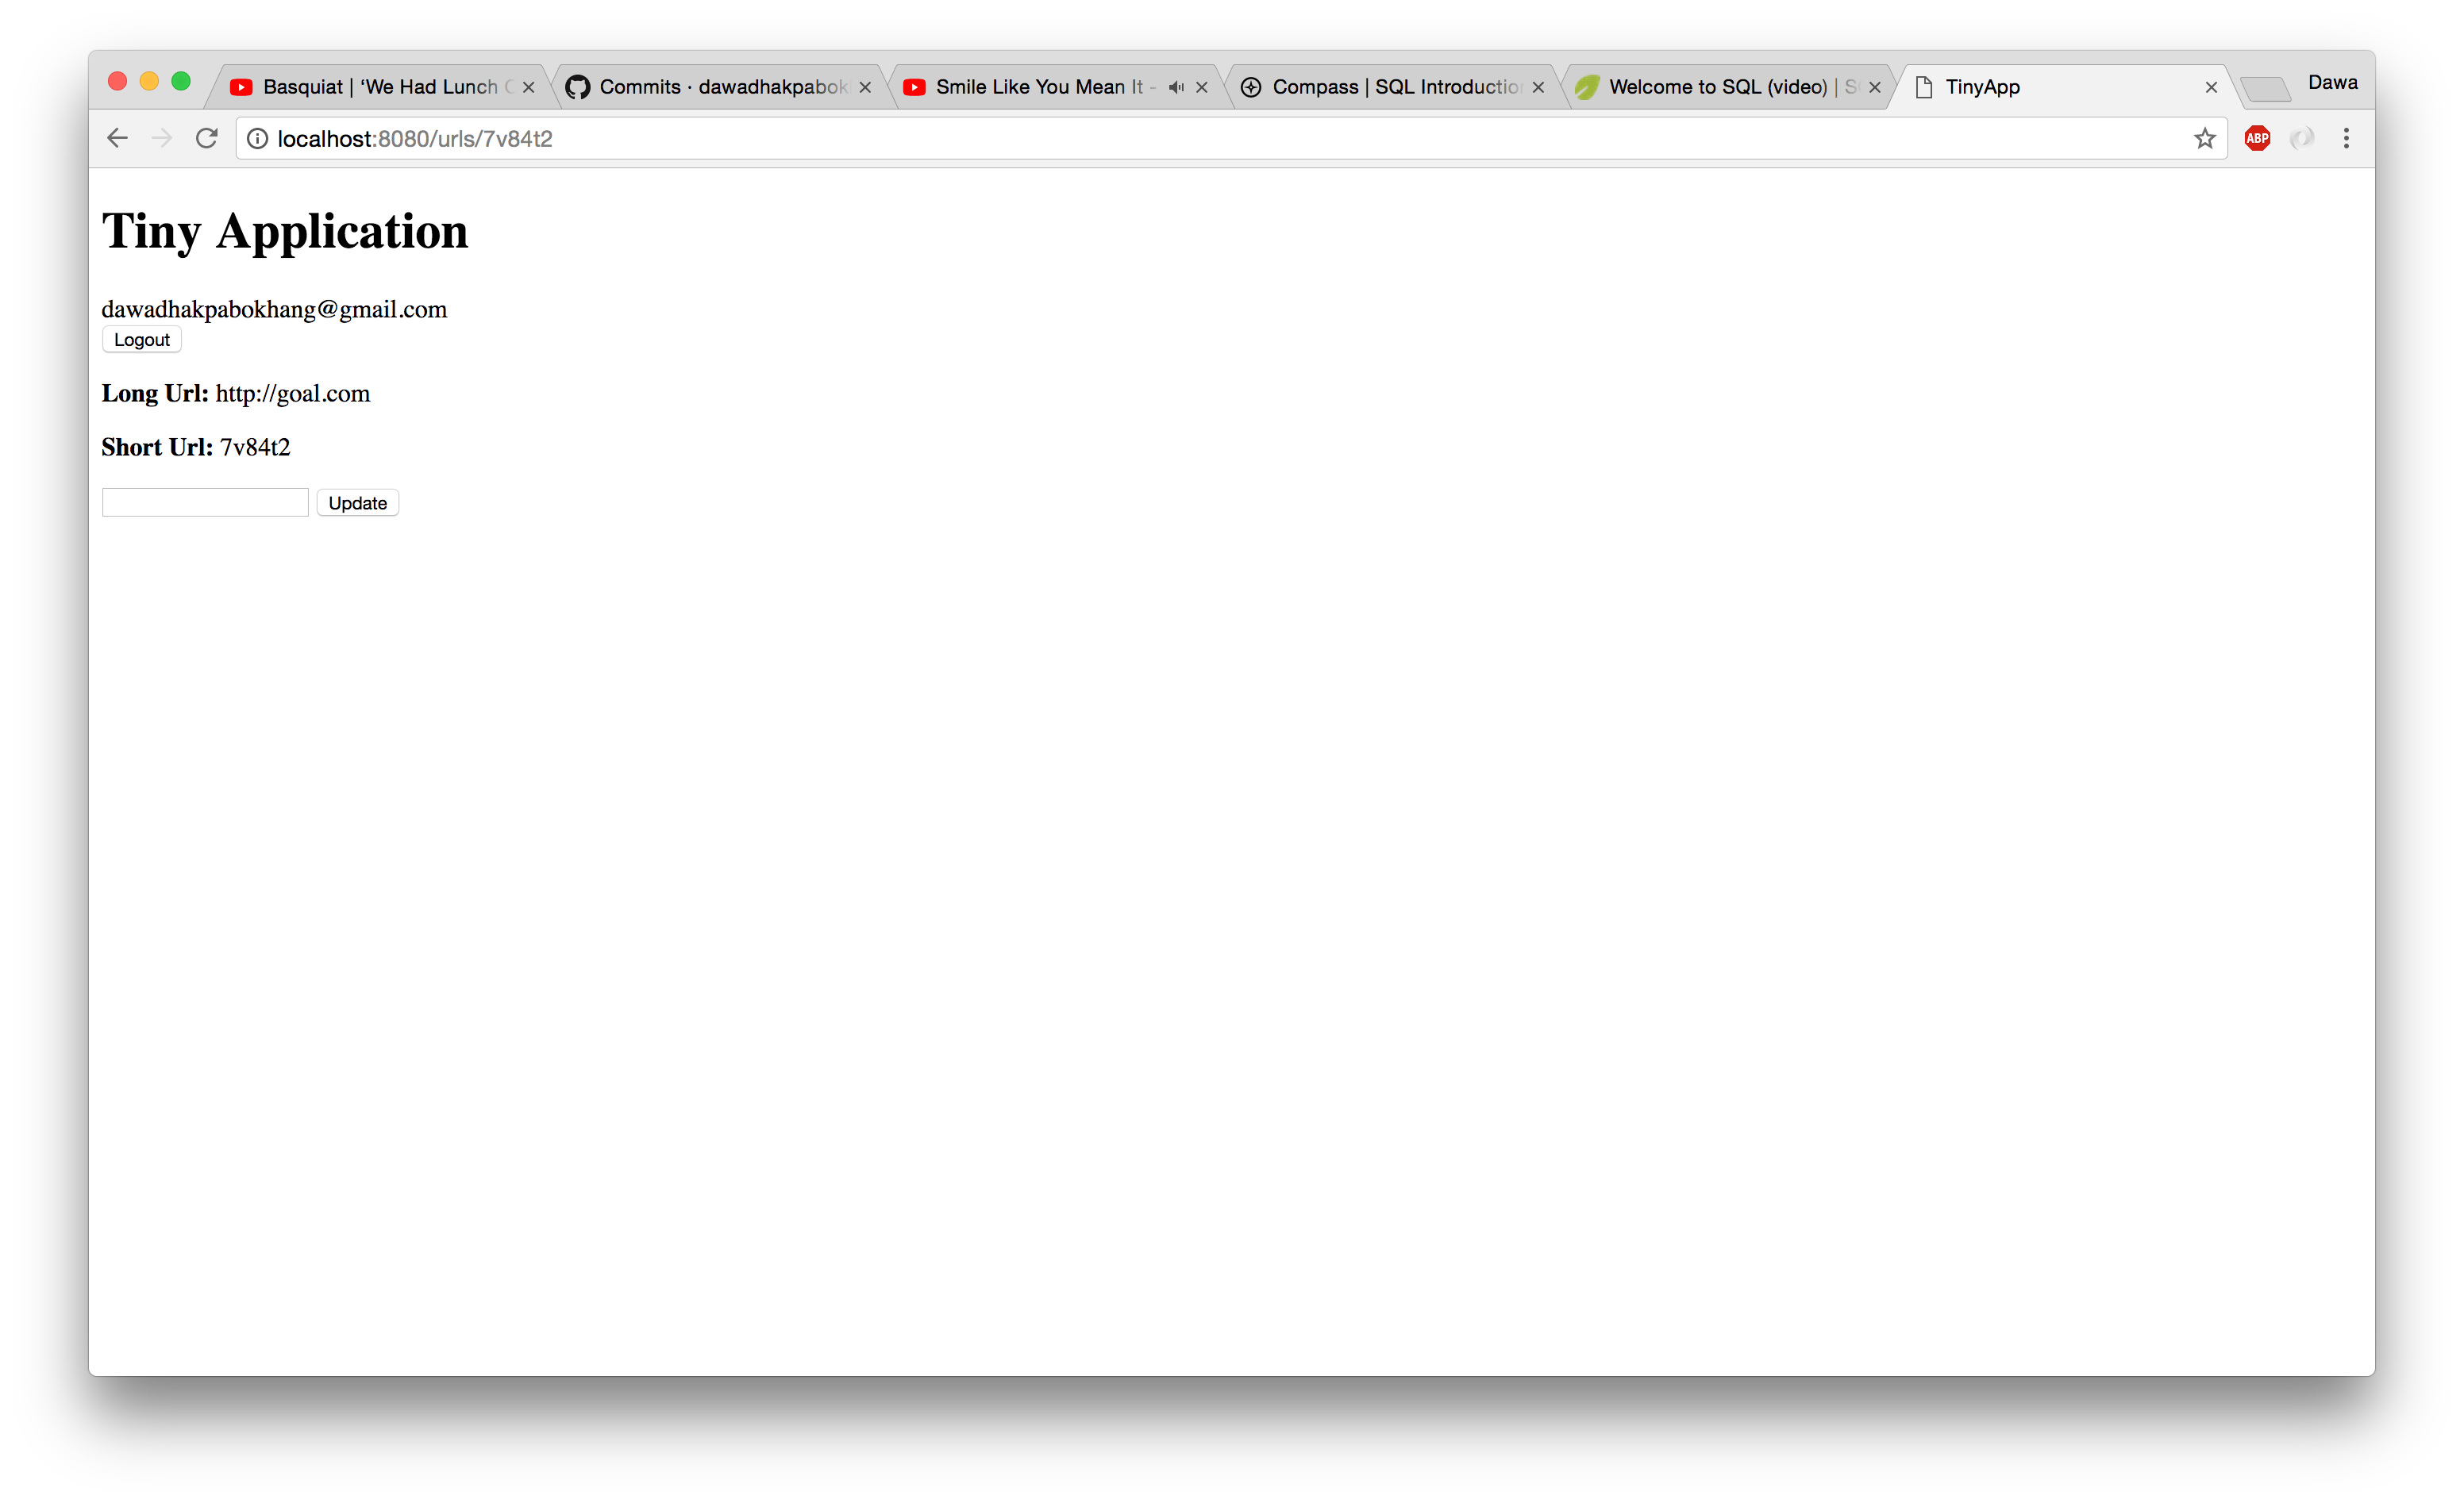 Basquiat | ‘We Had Lunch
Commits · dawadhakpabok
Smile Like You Mean It -
Compass | SQL Introduction
Welcome to SQL (video) | S
TinyApp
Dawa
localhost:8080/urls/7v84t2
ABP
Tiny Application
dawadhakpabokhang@gmail.com
Logout
Long Url: http://goal.com
Short Url: 7v84t2
Update